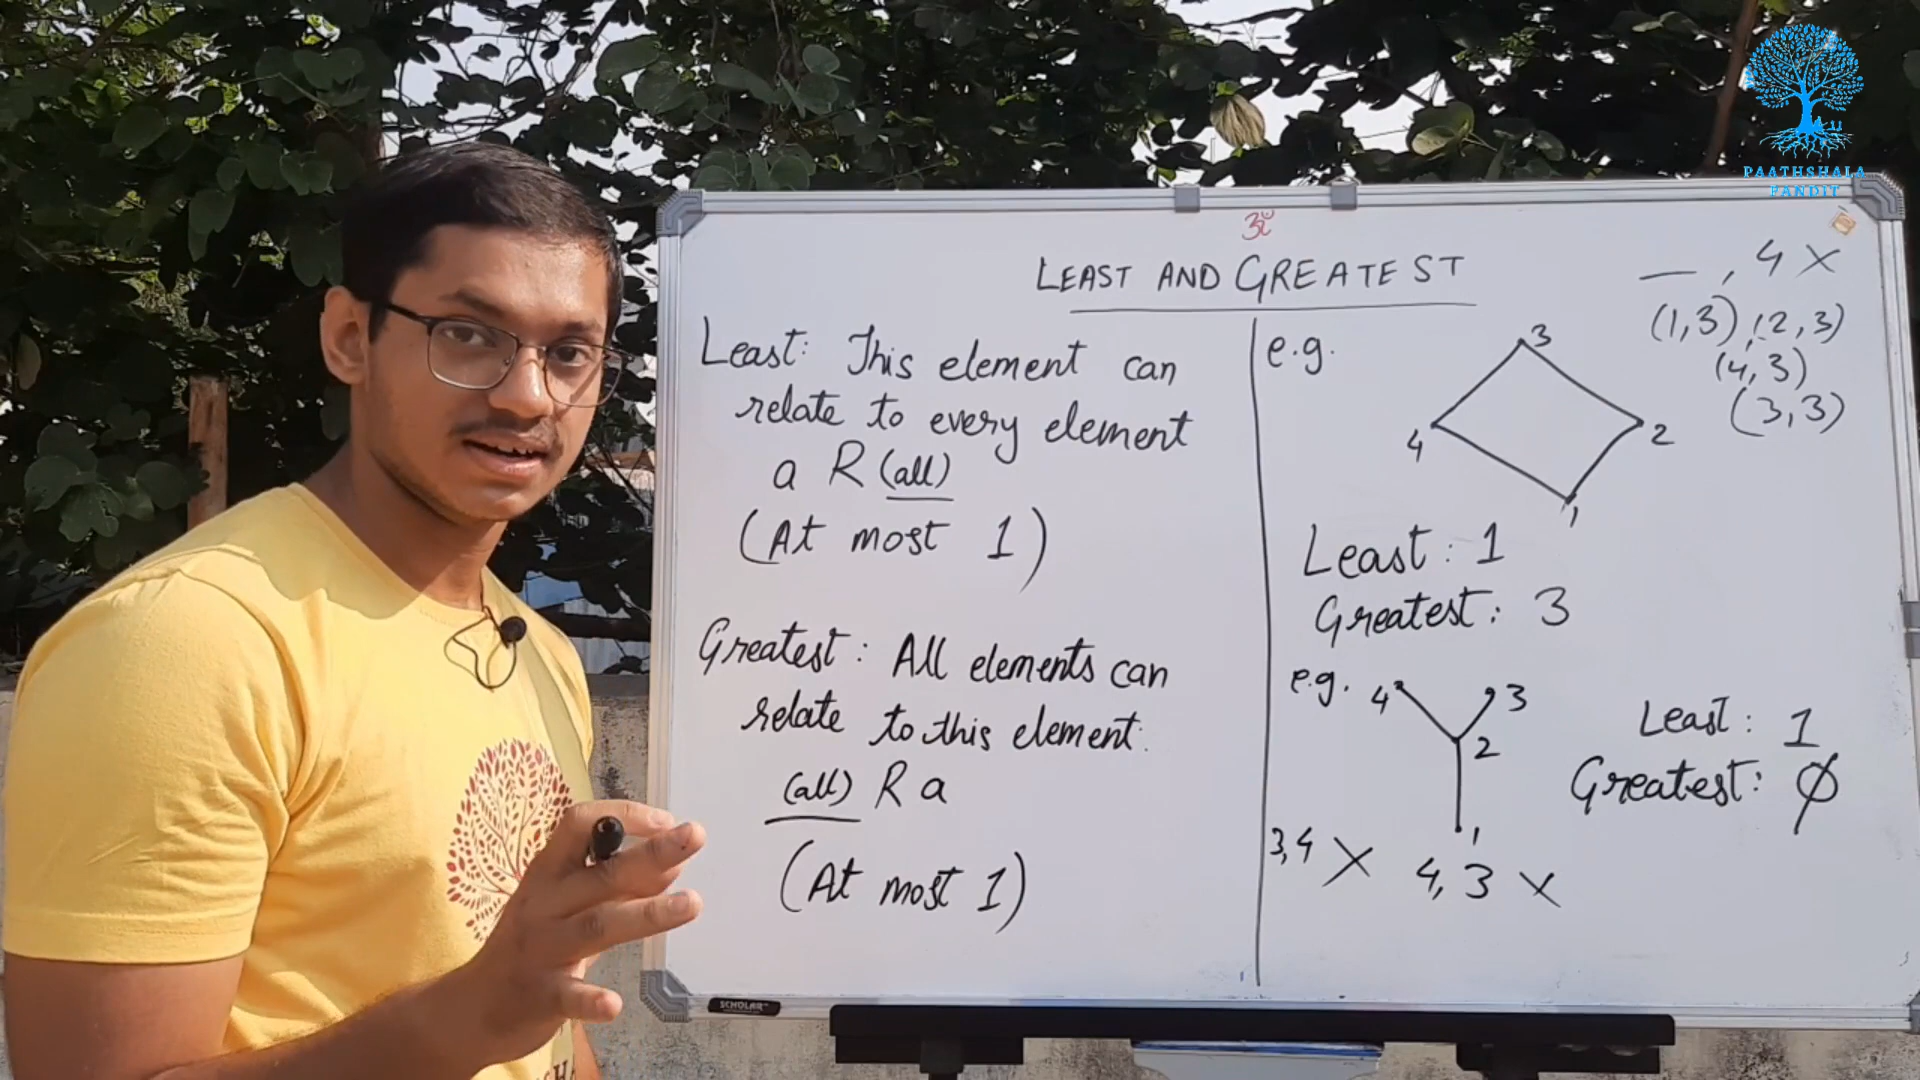 PAATHSHALA
PANDIT
ॐ
LEAST AND GREATEST
Least: This element can
relate to every element
a R (all)
(At most 1)
Greatest: All elements can
relate to this element.
(all) R a
(At most 1)
e.g.
3
4
2
1
__, 4 X
(1,3), (2,3)
(4,3)
(3,3)
Least: 1
Greatest: 3
e.g.
4
3
2
1
3,4 X
4,3 X
Least: 1
Greatest: φ
SCHOLAR